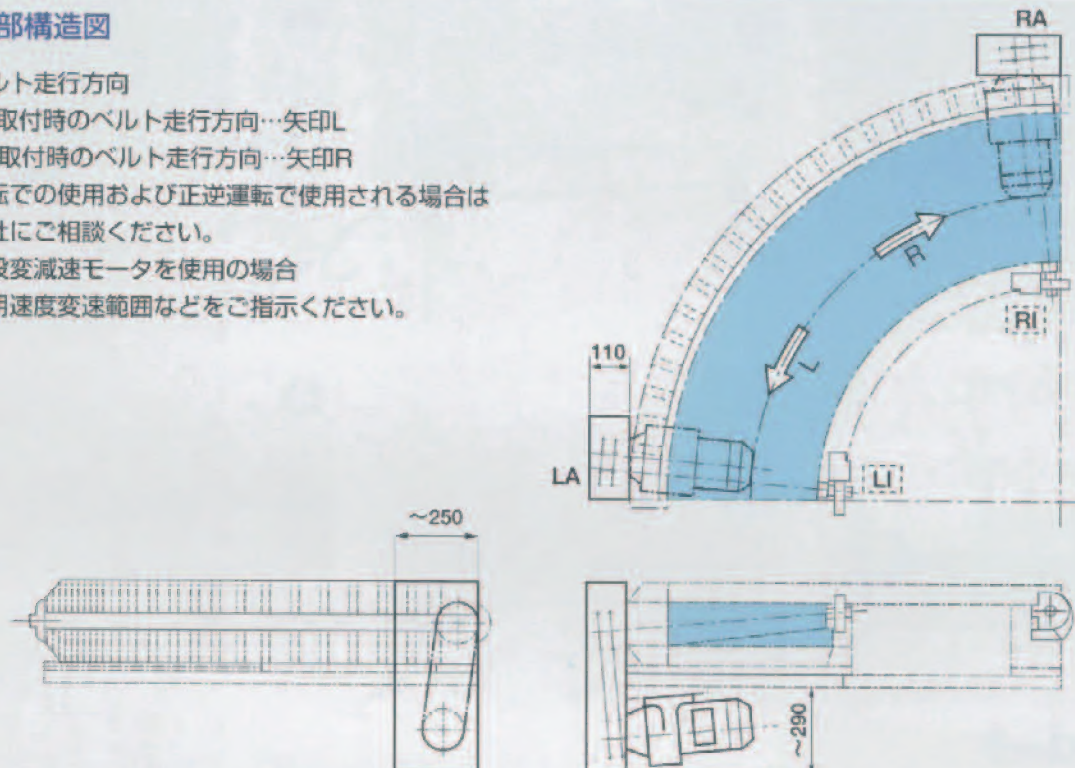 部構造図
ルト走行方向
取付時のベルト走行方向…矢印L
取付時のベルト走行方向…矢印R
転での使用および正逆運転で使用される場合は
社にご相談ください。
段変減速モータを使用の場合
用速度変速範囲などをご指示ください。
RA
R
RI
L
110
LA
LI
～250
～290